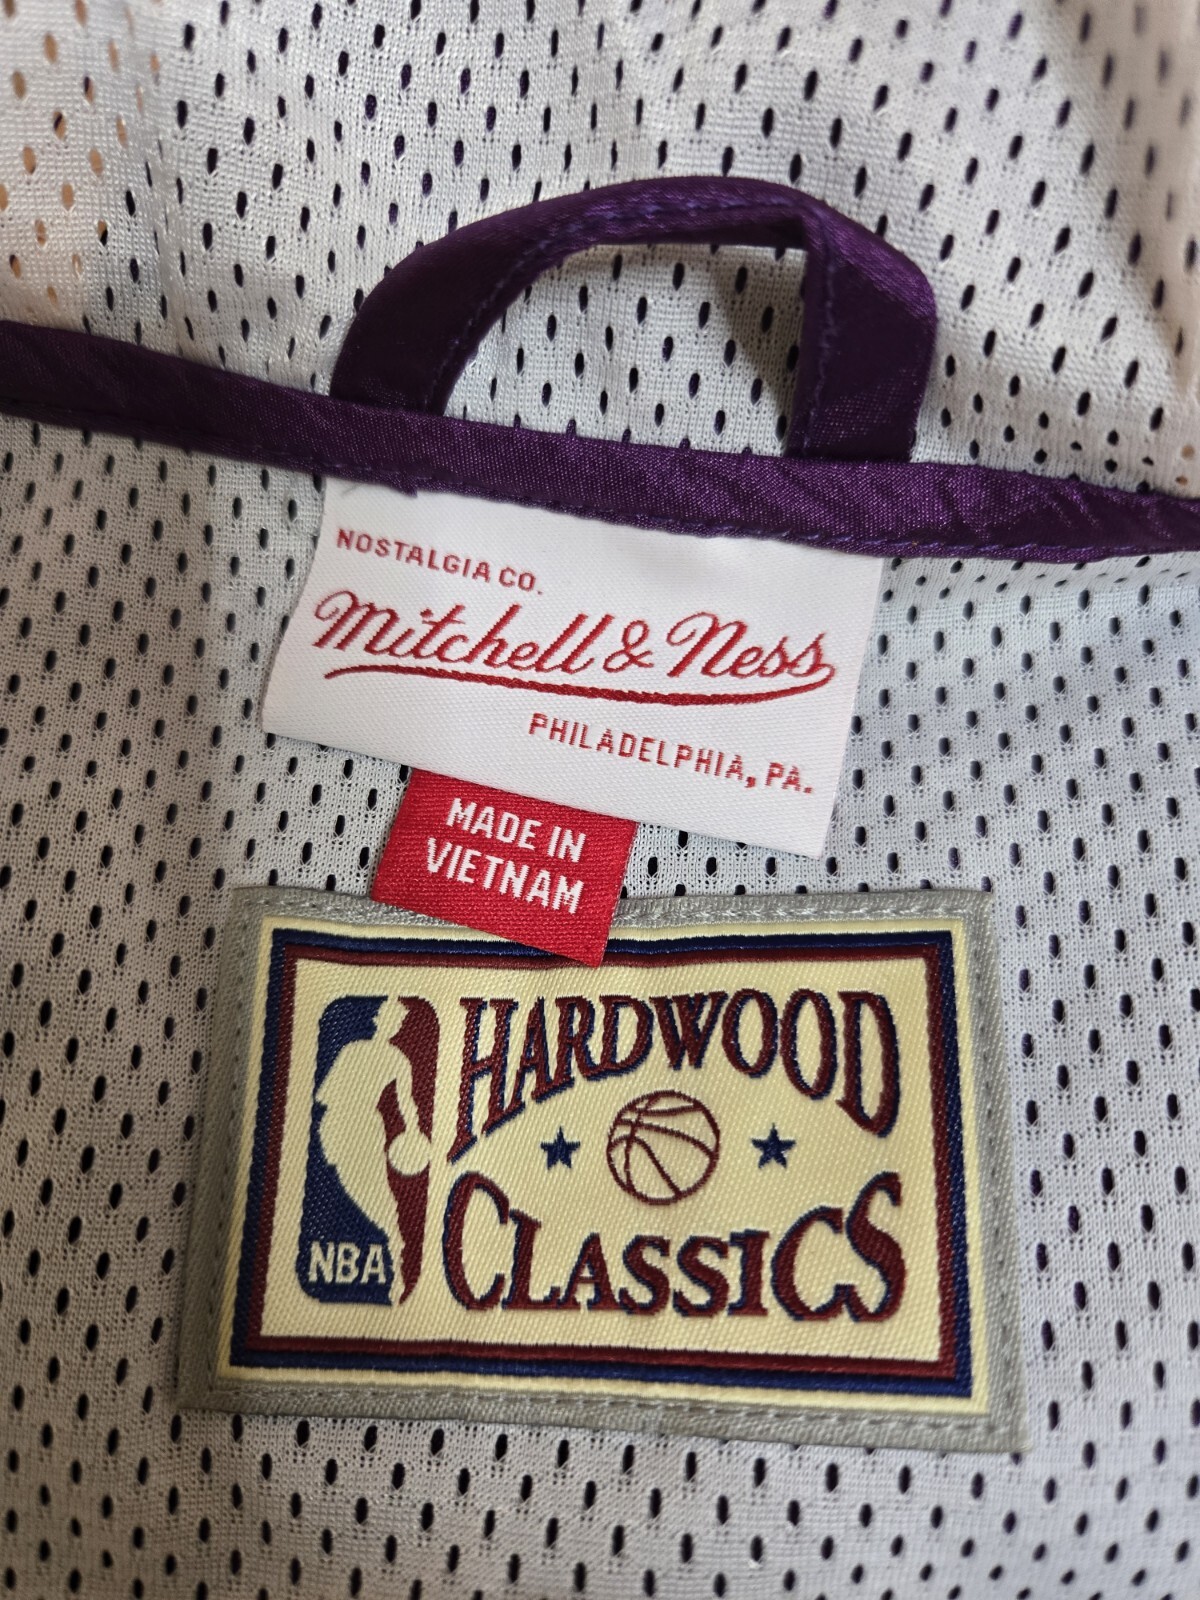 NOSTALGIA CO.
Mitchell & Ness
PHILADELPHIA, PA.
MADE IN
VIETNAM
HARDWOOD
CLASSICS
NBA